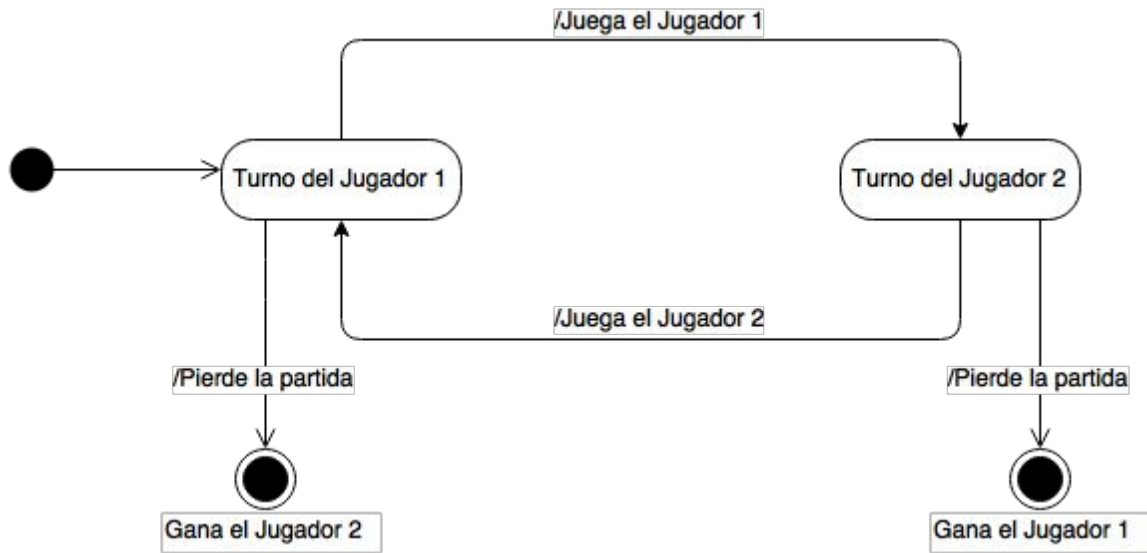 /Juega el Jugador 1
Turno del Jugador 1
Turno del Jugador 2
/Juega el Jugador 2
/Pierde la partida
/Pierde la partida
Gana el Jugador 2
Gana el Jugador 1